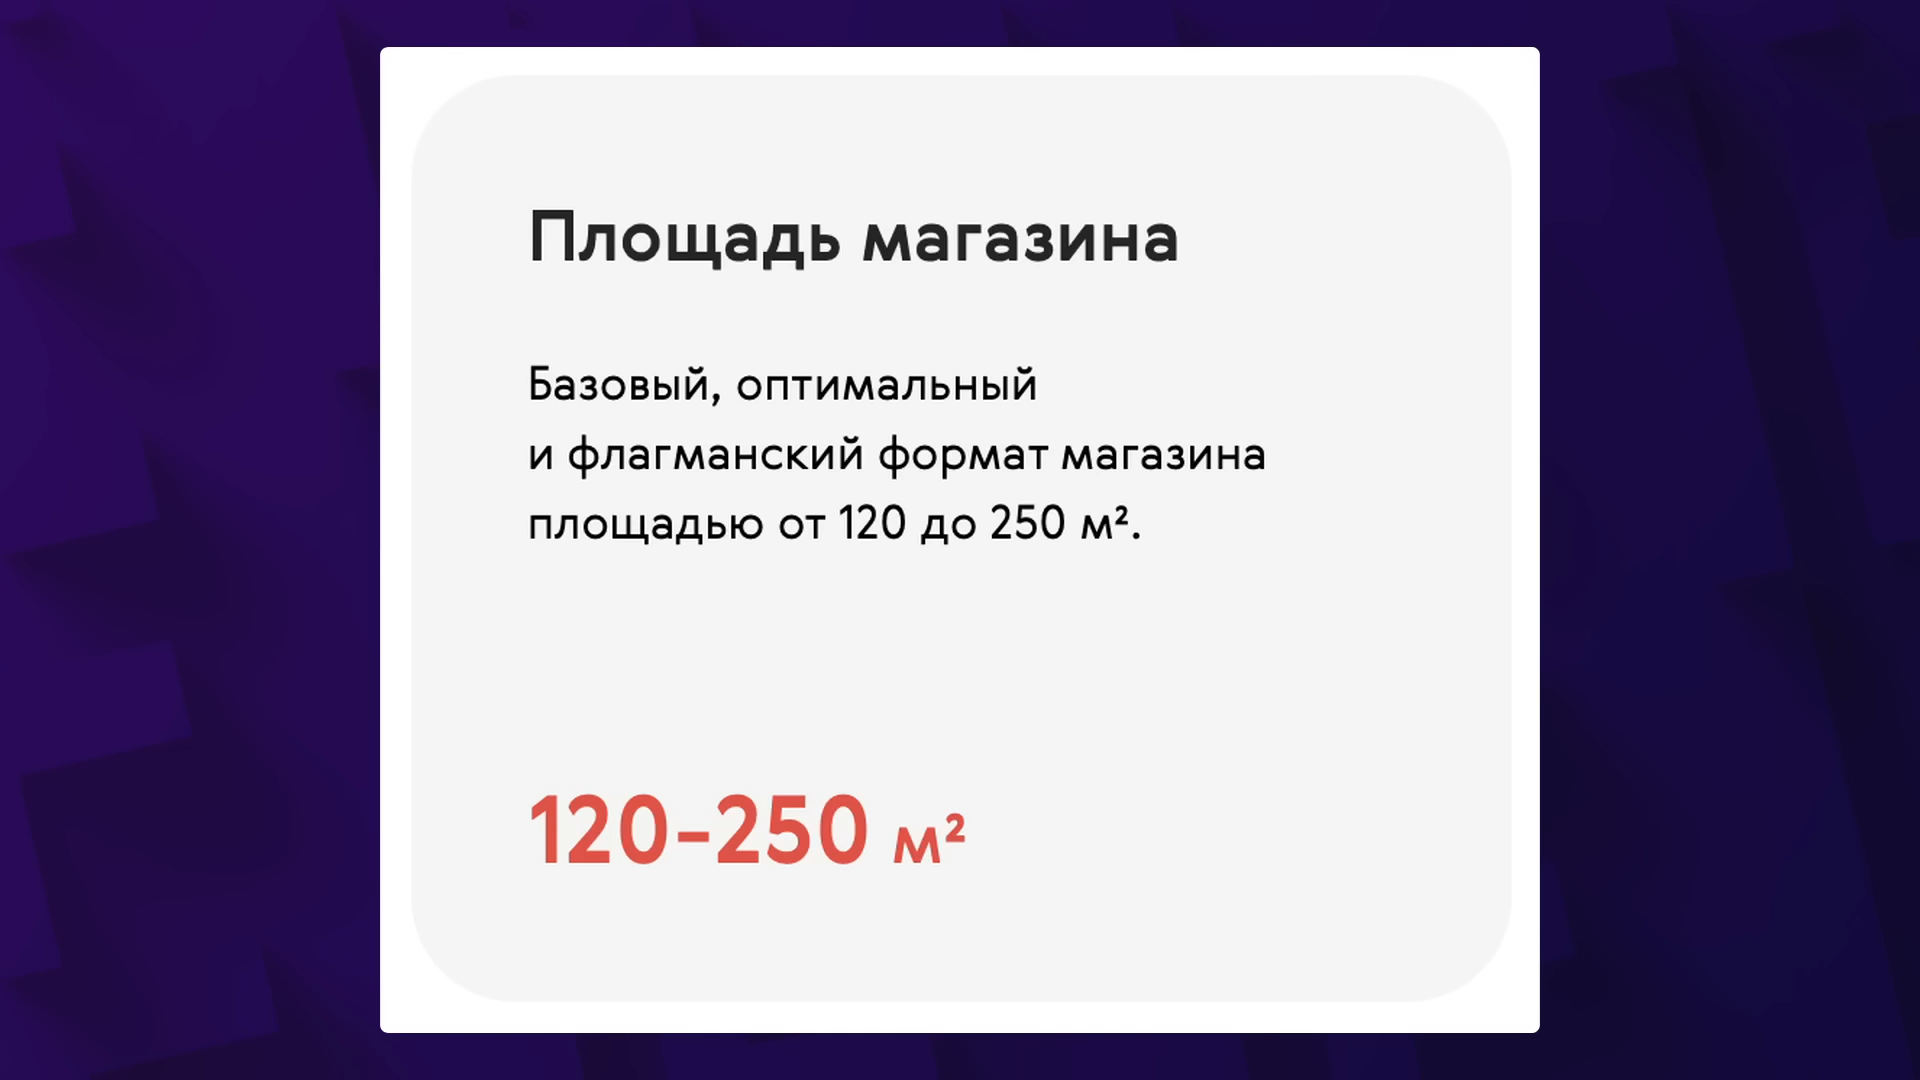 Площадь магазина
Базовый, оптимальный
и флагманский формат магазина
площадью от 120 до 250 м².
120-250 м²